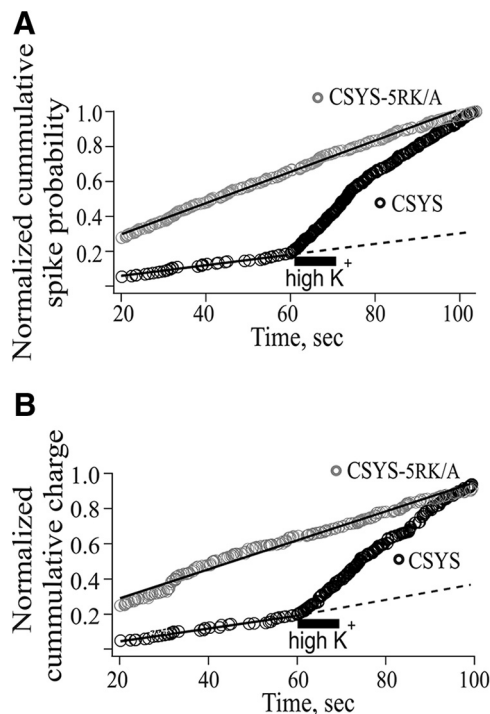 A
Normalized cummulative
spike probability
CSYS-5RK/A
1.0
0.8
0.6
0.4
0.2
CSYS
high K+
20 40 60 80 100
Time, sec
B
Normalized
cummulative charge
CSYS-5RK/A
1.0
0.8
0.6
0.4
0.2
CSYS
high K+
20 40 60 80 100
Time, sec